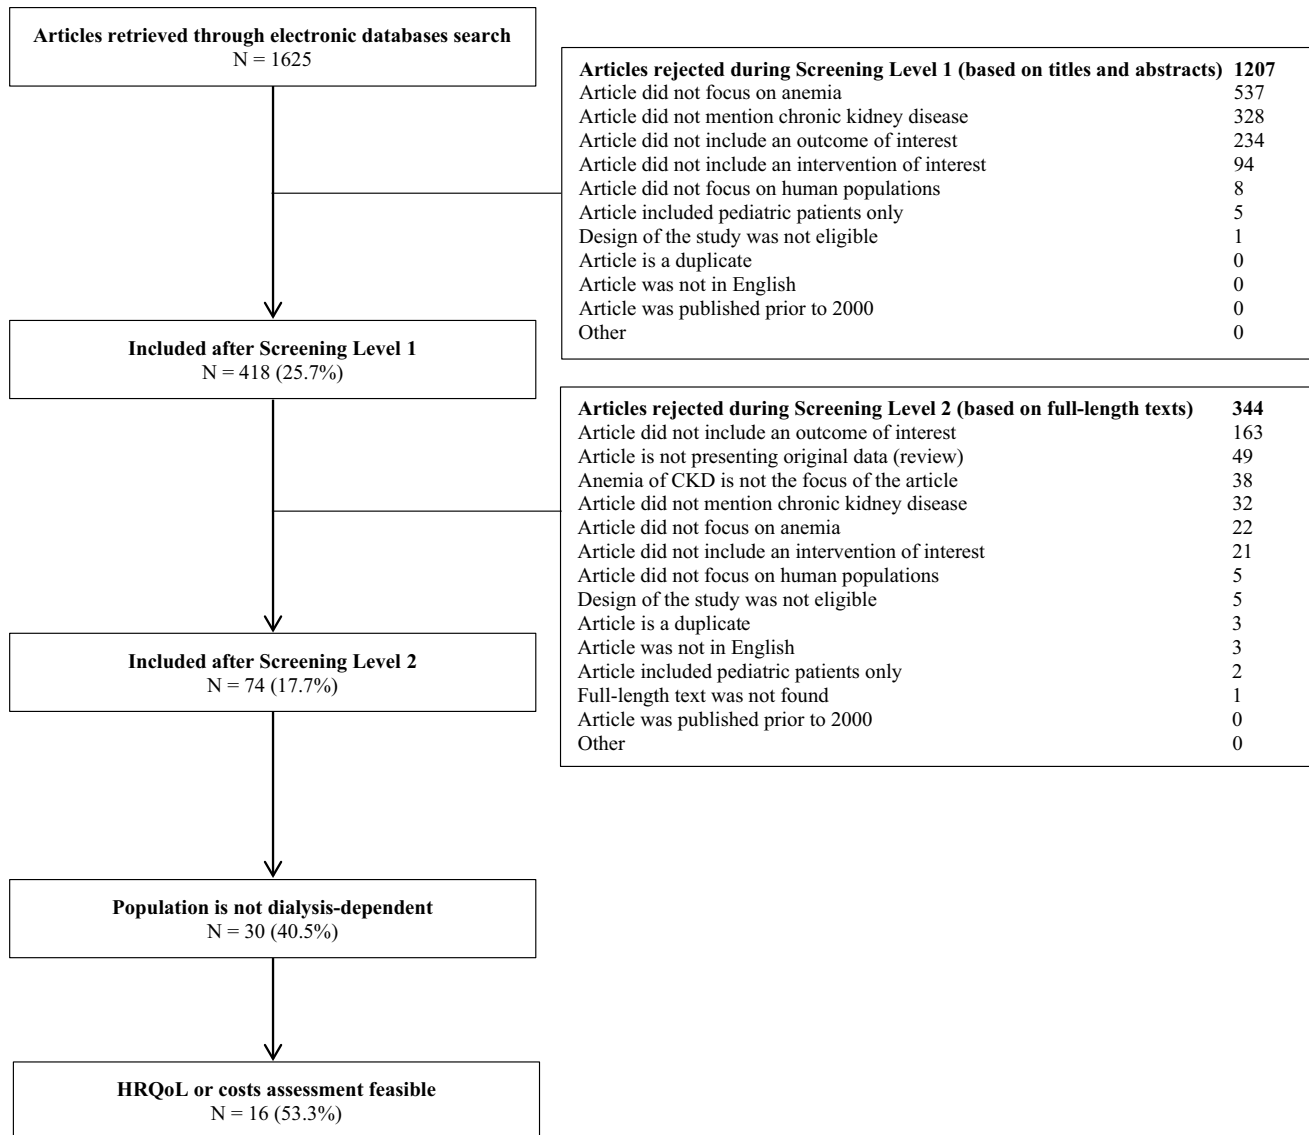 Articles retrieved through electronic databases search
N = 1625
Articles rejected during Screening Level 1 (based on titles and abstracts) 1207
Article did not focus on anemia 537
Article did not mention chronic kidney disease 328
Article did not include an outcome of interest 234
Article did not include an intervention of interest 94
Article did not focus on human populations 8
Article included pediatric patients only 5
Design of the study was not eligible 1
Article is a duplicate 0
Article was not in English 0
Article was published prior to 2000 0
Other 0
Included after Screening Level 1
N = 418 (25.7%)
Articles rejected during Screening Level 2 (based on full-length texts) 344
Article did not include an outcome of interest 163
Article is not presenting original data (review) 49
Anemia of CKD is not the focus of the article 38
Article did not mention chronic kidney disease 32
Article did not focus on anemia 22
Article did not include an intervention of interest 21
Article did not focus on human populations 5
Design of the study was not eligible 5
Article is a duplicate 3
Article was not in English 3
Article included pediatric patients only 2
Full-length text was not found 1
Article was published prior to 2000 0
Other 0
Included after Screening Level 2
N = 74 (17.7%)
Population is not dialysis-dependent
N = 30 (40.5%)
HRQoL or costs assessment feasible
N = 16 (53.3%)